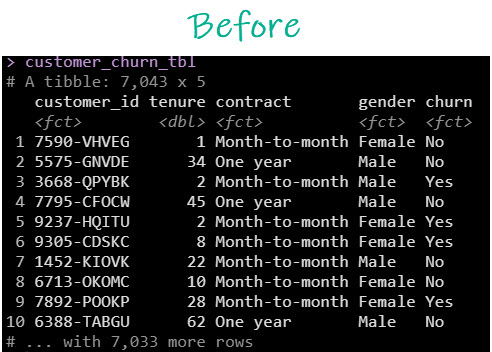 Before
> customer_churn_tbl
# A tibble: 7,043 x 5
customer_id tenure contract gender churn
<fct> <dbl> <fct> <fct> <fct>
1 7590-VHVEG 1 Month-to-month Female No
2 5575-GNVDE 34 One year Male No
3 3668-QPYBK 2 Month-to-month Male Yes
4 7795-CFOCW 45 One year Male No
5 9237-HQITU 2 Month-to-month Female Yes
6 9305-CDSKC 8 Month-to-month Female Yes
7 1452-KIOVK 22 Month-to-month Male No
8 6713-OKOMC 10 Month-to-month Female No
9 7892-POOKP 28 Month-to-month Female Yes
10 6388-TABGU 62 One year Male No
# ... with 7,033 more rows